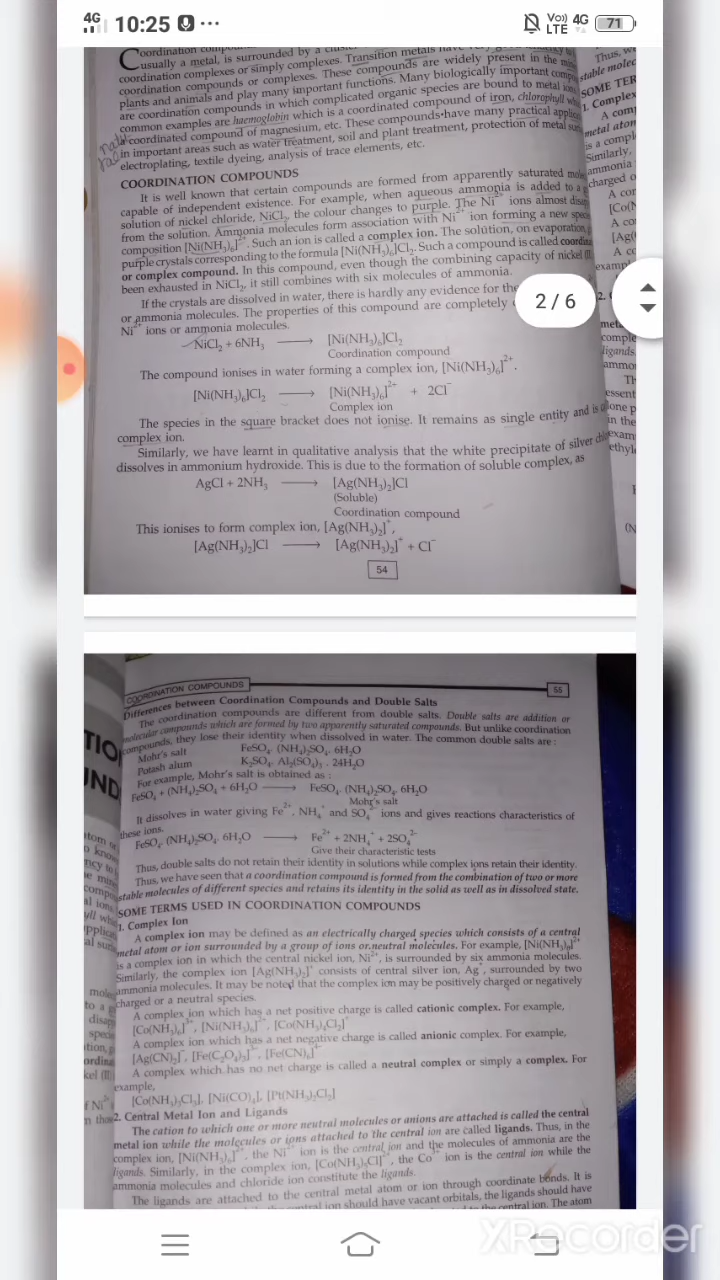 4G 10:25 ...
Vo)) LTE 4G 71
Coordination
usually a metal, is surrounded by a
coordination complexes or simply complexes. Transition metals have
coordination compounds or complexes. These compounds are widely present in the
plants and animals and play many important functions. Many biologically important
are coordination compounds in which complicated organic species are bound to metal ions
common examples are haemoglobin which is a coordinated compound of iron, chlorophyll
a coordinated compound of magnesium, etc. These compounds have many practical
in important areas such as water treatment, soil and plant treatment, protection of metal
electroplating, textile dyeing, analysis of trace elements, etc.
COORDINATION COMPOUNDS
It is well known that certain compounds are formed from apparently saturated
capable of independent existence. For example, when aqueous ammonia is added to a
solution of nickel chloride, NiCl₂, the colour changes to purple. The Ni²⁺ ions almost
from the solution. Ammonia molecules form association with Ni²⁺ ion forming a new
composition [Ni(NH₃)₆]²⁺. Such an ion is called a complex ion. The solution, on evaporation,
purple crystals corresponding to the formula [Ni(NH₃)₆]Cl₂. Such a compound is called
or complex compound. In this compound, even though the combining capacity of nickel (II)
been exhausted in NiCl₂, it still combines with six molecules of ammonia.
If the crystals are dissolved in water, there is hardly any evidence for the
or ammonia molecules. The properties of this compound are completely
Ni²⁺ ions or ammonia molecules.
2 / 6
NiCl₂ + 6NH₃ ⟶ [Ni(NH₃)₆]Cl₂
Coordination compound
The compound ionises in water forming a complex ion, [Ni(NH₃)₆]²⁺.
[Ni(NH₃)₆]Cl₂ ⟶ [Ni(NH₃)₆]²⁺ + 2Cl⁻
Complex ion
The species in the square bracket does not ionise. It remains as single entity and is
complex ion.
Similarly, we have learnt in qualitative analysis that the white precipitate of silver
dissolves in ammonium hydroxide. This is due to the formation of soluble complex, as
AgCl + 2NH₃ ⟶ [Ag(NH₃)₂]Cl
(Soluble)
Coordination compound
This ionises to form complex ion, [Ag(NH₃)₂]⁺,
[Ag(NH₃)₂]Cl ⟶ [Ag(NH₃)₂]⁺ + Cl⁻
54
COORDINATION COMPOUNDS
55
Differences between Coordination Compounds and Double Salts
The coordination compounds are different from double salts. Double salts are addition or
molecular compounds which are formed by two apparently saturated compounds. But unlike coordination
compounds, they lose their identity when dissolved in water. The common double salts are :
Mohr's salt FeSO₄. (NH₄)₂SO₄. 6H₂O
Potash alum K₂SO₄. Al₂(SO₄)₃ . 24H₂O
For example, Mohr's salt is obtained as :
FeSO₄ + (NH₄)₂SO₄ + 6H₂O ⟶ FeSO₄. (NH₄)₂SO₄. 6H₂O
Mohr's salt
It dissolves in water giving Fe²⁺, NH₄⁺ and SO₄²⁻ ions and gives reactions characteristics of
these ions.
FeSO₄. (NH₄)₂SO₄. 6H₂O ⟶ Fe²⁺ + 2NH₄⁺ + 2SO₄²⁻
Give their characteristic tests
Thus, double salts do not retain their identity in solutions while complex ions retain their identity.
Thus, we have seen that a coordination compound is formed from the combination of two or more
stable molecules of different species and retains its identity in the solid as well as in dissolved state.
SOME TERMS USED IN COORDINATION COMPOUNDS
1. Complex Ion
A complex ion may be defined as an electrically charged species which consists of a central
metal atom or ion surrounded by a group of ions or neutral molecules. For example, [Ni(NH₃)₆]²⁺
is a complex ion in which the central nickel ion, Ni²⁺, is surrounded by six ammonia molecules.
Similarly, the complex ion [Ag(NH₃)₂]⁺ consists of central silver ion, Ag⁺, surrounded by two
ammonia molecules. It may be noted that the complex ion may be positively charged or negatively
charged or a neutral species.
A complex ion which has a net positive charge is called cationic complex. For example,
[Co(NH₃)₆]³⁺, [Ni(NH₃)₆]²⁺, [Co(NH₃)₄Cl₂]⁺
A complex ion which has a net negative charge is called anionic complex. For example,
[Ag(CN)₂]⁻, [Fe(C₂O₄)₃]³⁻, [Fe(CN)₆]⁴⁻
A complex which has no net charge is called a neutral complex or simply a complex. For
example,
[Co(NH₃)₃Cl₃], [Ni(CO)₄], [Pt(NH₃)₂Cl₂]
2. Central Metal Ion and Ligands
The cation to which one or more neutral molecules or anions are attached is called the central
metal ion while the molecules or ions attached to the central ion are called ligands. Thus, in the
complex ion, [Ni(NH₃)₆]²⁺, the Ni²⁺ ion is the central ion and the molecules of ammonia are the
ligands. Similarly, in the complex ion, [Co(NH₃)₅Cl]²⁺, the Co³⁺ ion is the central ion while the
ammonia molecules and chloride ion constitute the ligands.
The ligands are attached to the central metal atom or ion through coordinate bonds. It is
ion should have vacant orbitals, the ligands should have
central ion. The atom
XRecorder